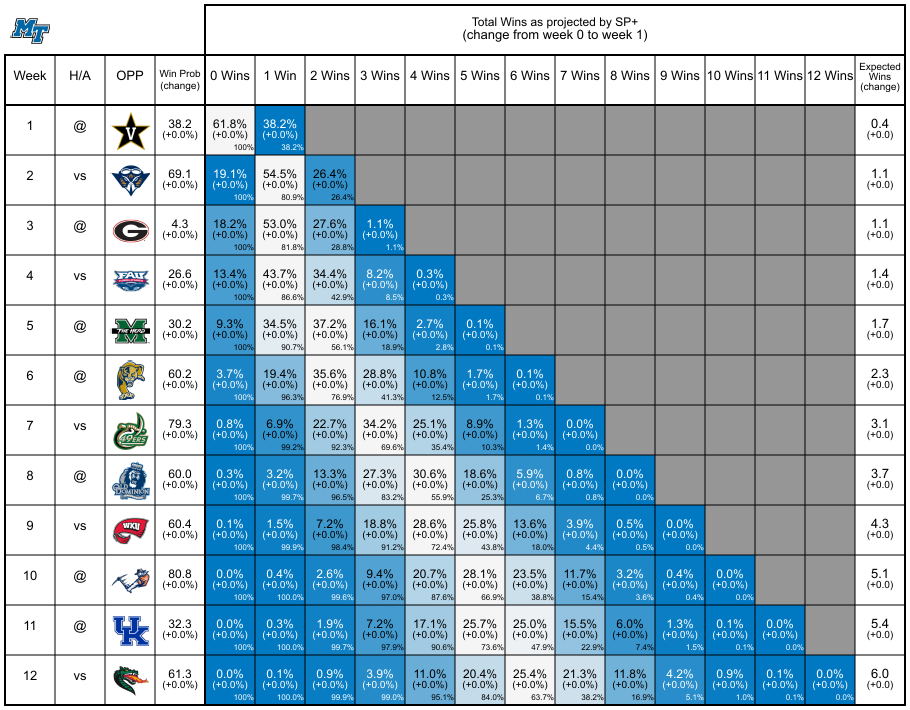 MT
Total Wins as projected by SP+
(change from week 0 to week 1)
Week H/A OPP Win Prob (change) 0 Wins 1 Win 2 Wins 3 Wins 4 Wins 5 Wins 6 Wins 7 Wins 8 Wins 9 Wins 10 Wins 11 Wins 12 Wins Expected Wins (change)
1 @ V 38.2 61.8% 38.2% 0.4
(+0.0%) (+0.0%) (+0.0%) (+0.0)
100% 38.2%
2 vs 69.1 19.1% 54.5% 26.4% 1.1
(+0.0%) (+0.0%) (+0.0%) (+0.0%) (+0.0)
100% 80.9% 26.4%
3 @ G 4.3 18.2% 53.0% 27.6% 1.1% 1.1
(+0.0%) (+0.0%) (+0.0%) (+0.0%) (+0.0%) (+0.0)
100% 81.8% 28.8% 1.1%
4 vs FAU 26.6 13.4% 43.7% 34.4% 8.2% 0.3% 1.4
(+0.0%) (+0.0%) (+0.0%) (+0.0%) (+0.0%) (+0.0%) (+0.0)
100% 86.6% 42.9% 8.5% 0.3%
5 @ M THE HERD 30.2 9.3% 34.5% 37.2% 16.1% 2.7% 0.1% 1.7
(+0.0%) (+0.0%) (+0.0%) (+0.0%) (+0.0%) (+0.0%) (+0.0%) (+0.0)
100% 90.7% 56.1% 18.9% 2.8% 0.1%
6 @ 60.2 3.7% 19.4% 35.6% 28.8% 10.8% 1.7% 0.1% 2.3
(+0.0%) (+0.0%) (+0.0%) (+0.0%) (+0.0%) (+0.0%) (+0.0%) (+0.0%) (+0.0)
100% 96.3% 76.9% 41.3% 12.5% 1.7% 0.1%
7 vs 49ERS 79.3 0.8% 6.9% 22.7% 34.2% 25.1% 8.9% 1.3% 0.0% 3.1
(+0.0%) (+0.0%) (+0.0%) (+0.0%) (+0.0%) (+0.0%) (+0.0%) (+0.0%) (+0.0%) (+0.0)
100% 99.2% 92.3% 69.6% 35.4% 10.3% 1.4% 0.0%
8 @ OLD DOMINION 60.0 0.3% 3.2% 13.3% 27.3% 30.6% 18.6% 5.9% 0.8% 0.0% 3.7
(+0.0%) (+0.0%) (+0.0%) (+0.0%) (+0.0%) (+0.0%) (+0.0%) (+0.0%) (+0.0%) (+0.0%) (+0.0)
100% 99.7% 96.5% 83.2% 55.9% 25.3% 6.7% 0.8% 0.0%
9 vs WKU 60.4 0.1% 1.5% 7.2% 18.8% 28.6% 25.8% 13.6% 3.9% 0.5% 0.0% 4.3
(+0.0%) (+0.0%) (+0.0%) (+0.0%) (+0.0%) (+0.0%) (+0.0%) (+0.0%) (+0.0%) (+0.0%) (+0.0%) (+0.0)
100% 99.9% 98.4% 91.2% 72.4% 43.8% 18.0% 4.4% 0.5% 0.0%
10 @ 80.8 0.0% 0.4% 2.6% 9.4% 20.7% 28.1% 23.5% 11.7% 3.2% 0.4% 0.0% 5.1
(+0.0%) (+0.0%) (+0.0%) (+0.0%) (+0.0%) (+0.0%) (+0.0%) (+0.0%) (+0.0%) (+0.0%) (+0.0%) (+0.0%) (+0.0)
100% 100.0% 99.6% 97.0% 87.6% 66.9% 38.8% 15.4% 3.6% 0.4% 0.0%
11 @ UK 32.3 0.0% 0.3% 1.9% 7.2% 17.1% 25.7% 25.0% 15.5% 6.0% 1.3% 0.1% 0.0% 5.4
(+0.0%) (+0.0%) (+0.0%) (+0.0%) (+0.0%) (+0.0%) (+0.0%) (+0.0%) (+0.0%) (+0.0%) (+0.0%) (+0.0%) (+0.0%) (+0.0)
100% 100.0% 99.7% 97.9% 90.6% 73.6% 47.9% 22.9% 7.4% 1.5% 0.1% 0.0%
12 vs 61.3 0.0% 0.1% 0.9% 3.9% 11.0% 20.4% 25.4% 21.3% 11.8% 4.2% 0.9% 0.1% 0.0% 6.0
(+0.0%) (+0.0%) (+0.0%) (+0.0%) (+0.0%) (+0.0%) (+0.0%) (+0.0%) (+0.0%) (+0.0%) (+0.0%) (+0.0%) (+0.0%) (+0.0%) (+0.0)
100% 100.0% 99.9% 99.0% 95.1% 84.0% 63.7% 38.2% 16.9% 5.1% 1.0% 0.1% 0.0%